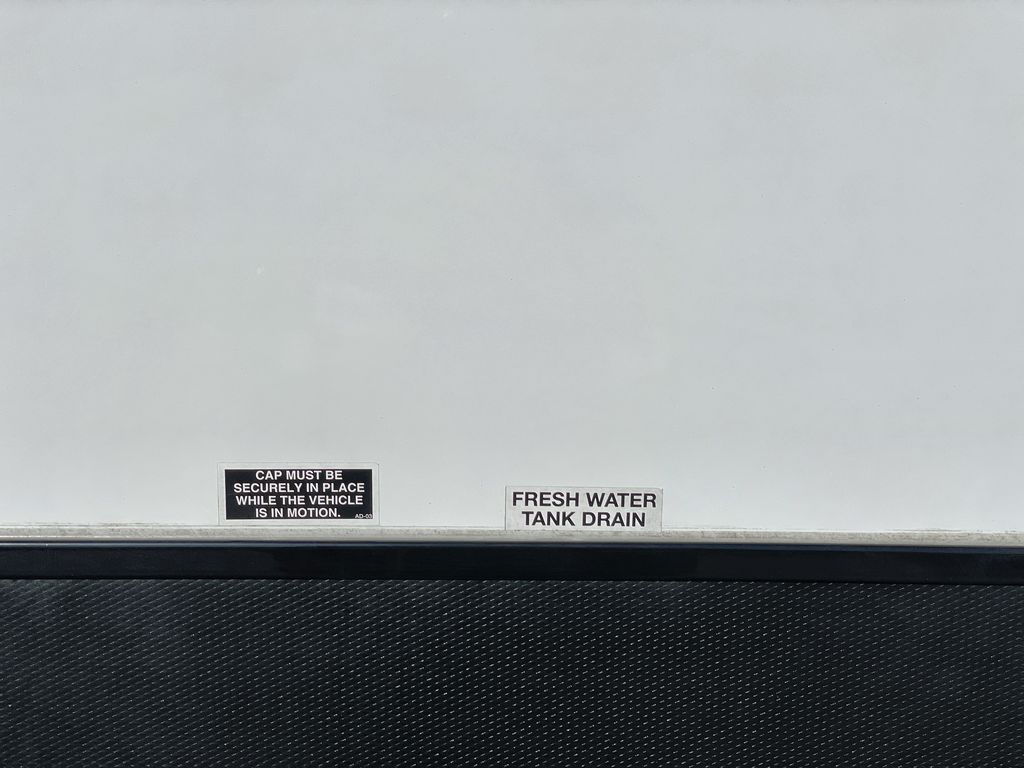 CAP MUST BE
SECURELY IN PLACE
WHILE THE VEHICLE
IS IN MOTION.
AD-03
FRESH WATER
TANK DRAIN